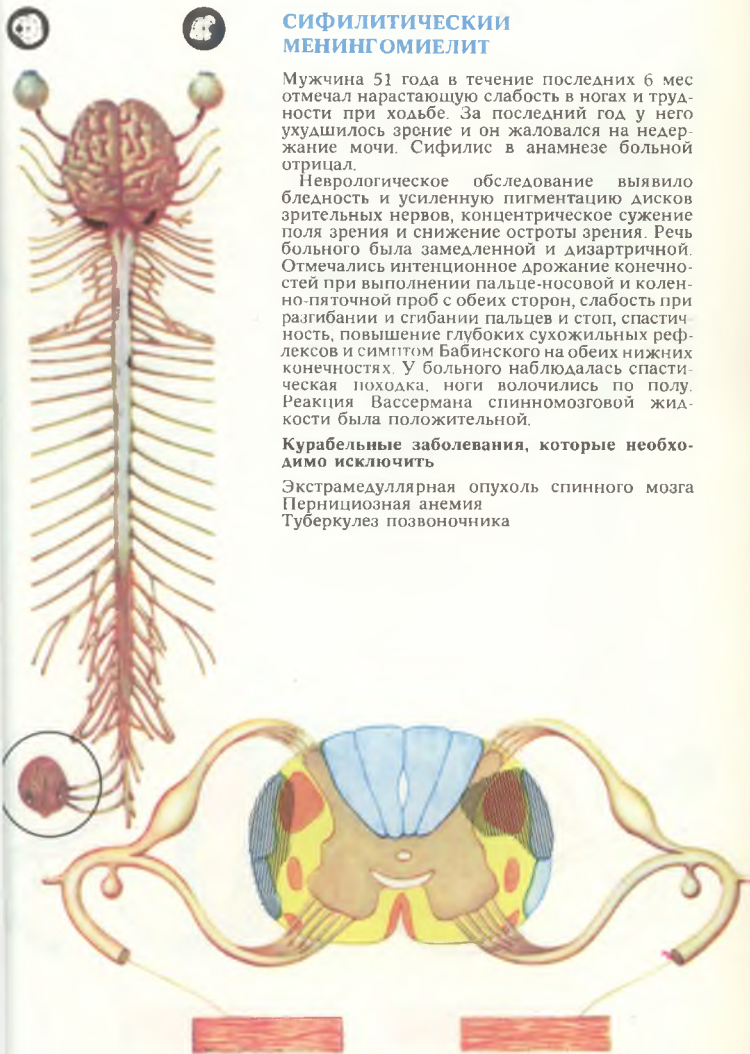 СИФИЛИТИЧЕСКИЙ
МЕНИНГОМИЕЛИТ
Мужчина 51 года в течение последних 6 мес
отмечал нарастающую слабость в ногах и труд-
ности при ходьбе. За последний год у него
ухудшилось зрение и он жаловался на недер-
жание мочи. Сифилис в анамнезе больной
отрицал.
Неврологическое обследование выявило
бледность и усиленную пигментацию дисков
зрительных нервов, концентрическое сужение
поля зрения и снижение остроты зрения. Речь
больного была замедленной и дизартричной.
Отмечались интенционное дрожание конечно-
стей при выполнении пальце-носовой и колен-
но-пяточной проб с обеих сторон, слабость при
разгибании и сгибании пальцев и стоп, спастич-
ность, повышение глубоких сухожильных реф-
лексов и симптом Бабинского на обеих нижних
конечностях. У больного наблюдалась спасти-
ческая походка, ноги волочились по полу.
Реакция Вассермана спинномозговой жид-
кости была положительной.
Курабельные заболевания, которые необхо-
димо исключить
Экстрамедуллярная опухоль спинного мозга
Пернициозная анемия
Туберкулез позвоночника